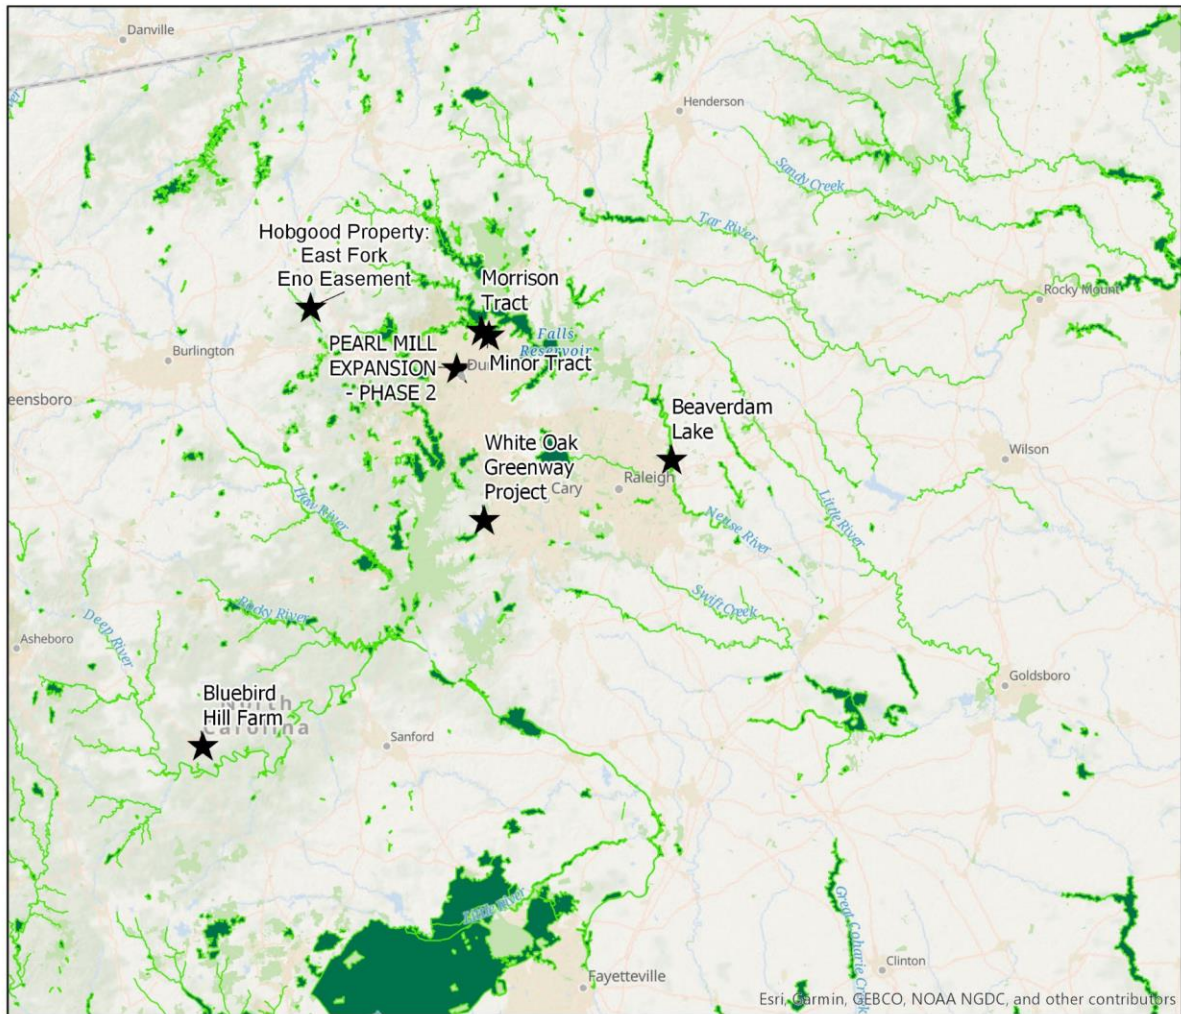 Danville
Henderson
Sandy Creek
Tar River
Hobgood Property:
East Fork
Eno Easement
Morrison
Tract
Rocky Mount
Falls
Reservoir
Burlington
PEARL MILL
EXPANSION
- PHASE 2
Du
Minor Tract
eensboro
Beaverdam
Lake
White Oak
Greenway
Project
Wilson
Raleigh
Cary
Haw River
Neuse River
Little River
Swift Creek
Rocky River
Deep River
Asheboro
Goldsboro
Bluebird
Hill Farm
North
Carolina
Sanford
Little River
Great Coharie Creek
Clinton
Fayetteville
Esri, Garmin, GEBCO, NOAA NGDC, and other contributors